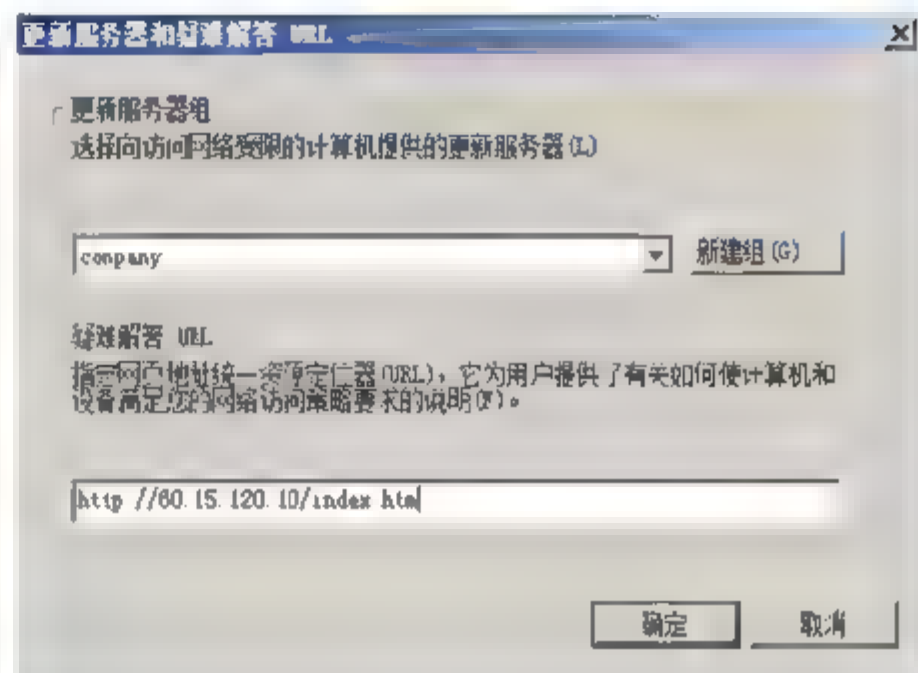 更新服务器和疑难解答 URL
更新服务器组
选择向访问网络受限的计算机提供的更新服务器(L)
company
新建组(G)
疑难解答 URL
指定网页地址统一资源定位器(URL),它为用户提供了有关如何使计算机和
设备满足您的网络访问策略要求的说明(F)。
http //60.15.120.10/index htm
确定
取消